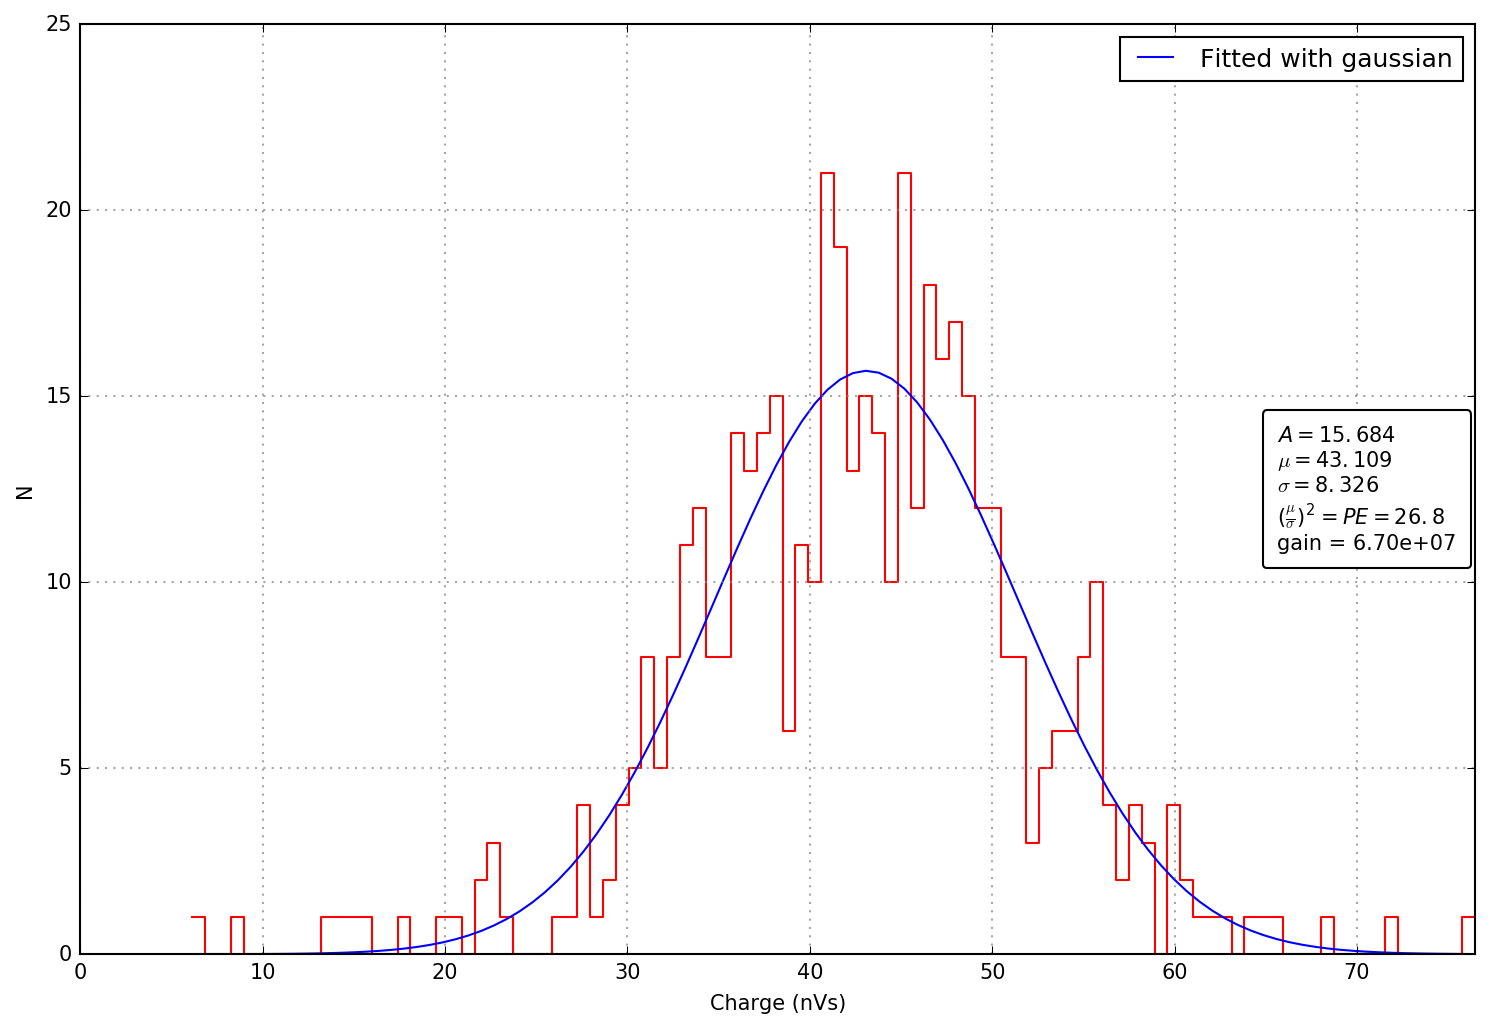 25
20
15
10
5
0
N
0 10 20 30 40 50 60 70
Charge (nVs)
Fitted with gaussian
A = 15.684
μ = 43.109
σ = 8.326
(μ/σ)² = PE = 26.8
gain = 6.70e+07